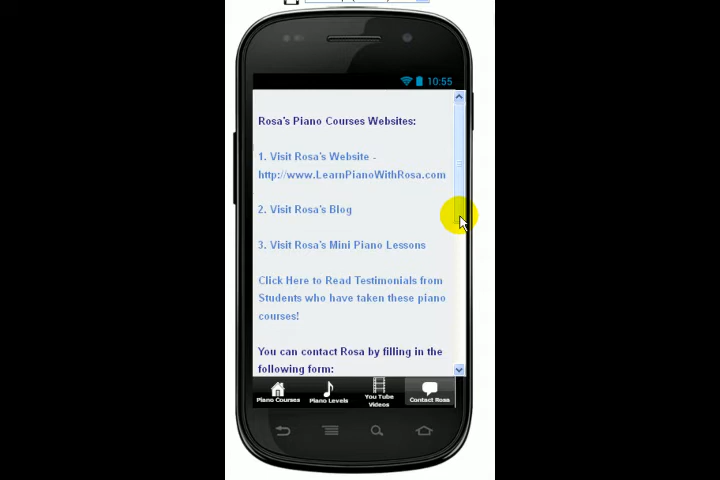 10:55
Rosa's Piano Courses Websites:
1. Visit Rosa's Website -
http://www.LearnPianoWithRosa.com
2. Visit Rosa's Blog
3. Visit Rosa's Mini Piano Lessons
Click Here to Read Testimonials from
Students who have taken these piano
courses!
You can contact Rosa by filling in the
following form:
Piano Courses
Piano Levels
You Tube
Videos
Contact Rosa